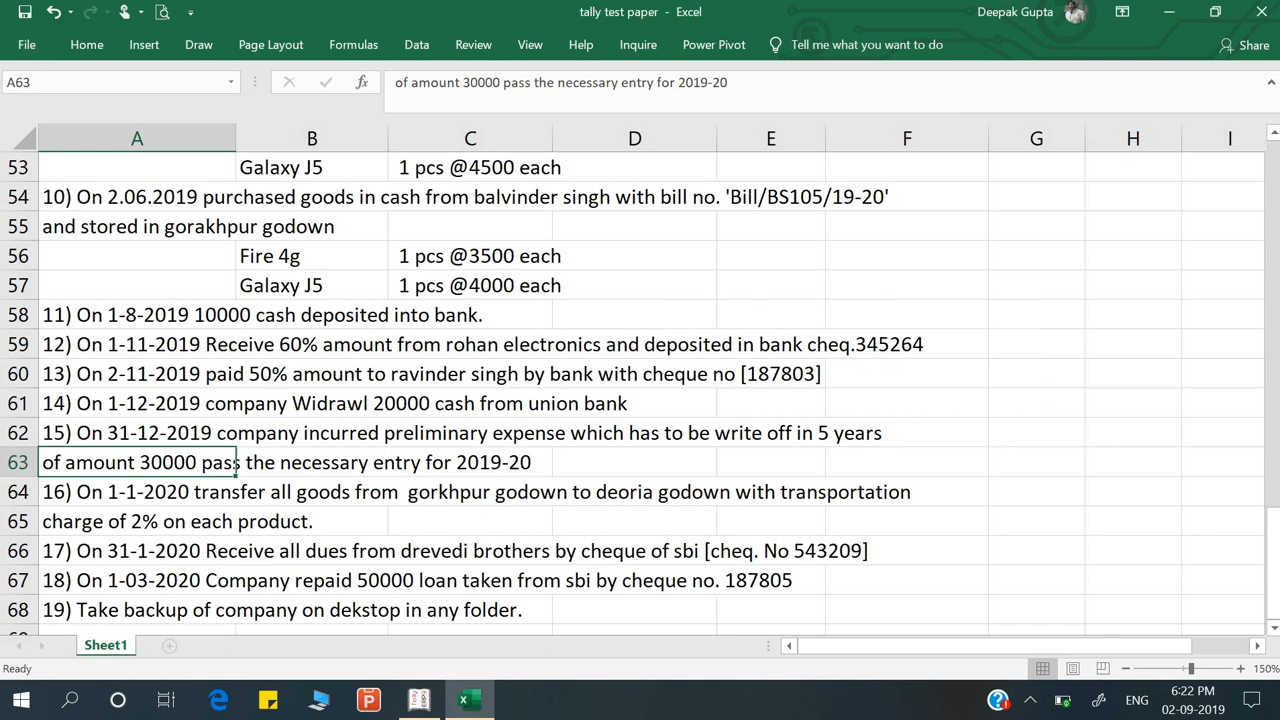 tally test paper - Excel
Deepak Gupta
File Home Insert Draw Page Layout Formulas Data Review View Help Inquire Power Pivot Tell me what you want to do Share
A63 fx of amount 30000 pass the necessary entry for 2019-20
A B C D E F G H I
53 Galaxy J5 1 pcs @4500 each
54 10) On 2.06.2019 purchased goods in cash from balvinder singh with bill no. 'Bill/BS105/19-20'
55 and stored in gorakhpur godown
56 Fire 4g 1 pcs @3500 each
57 Galaxy J5 1 pcs @4000 each
58 11) On 1-8-2019 10000 cash deposited into bank.
59 12) On 1-11-2019 Receive 60% amount from rohan electronics and deposited in bank cheq.345264
60 13) On 2-11-2019 paid 50% amount to ravinder singh by bank with cheque no [187803]
61 14) On 1-12-2019 company Widrawl 20000 cash from union bank
62 15) On 31-12-2019 company incurred preliminary expense which has to be write off in 5 years
63 of amount 30000 pass the necessary entry for 2019-20
64 16) On 1-1-2020 transfer all goods from  gorkhpur godown to deoria godown with transportation
65 charge of 2% on each product.
66 17) On 31-1-2020 Receive all dues from drevedi brothers by cheque of sbi [cheq. No 543209]
67 18) On 1-03-2020 Company repaid 50000 loan taken from sbi by cheque no. 187805
68 19) Take backup of company on dekstop in any folder.
Sheet1
Ready
150%
ENG
6:22 PM
02-09-2019